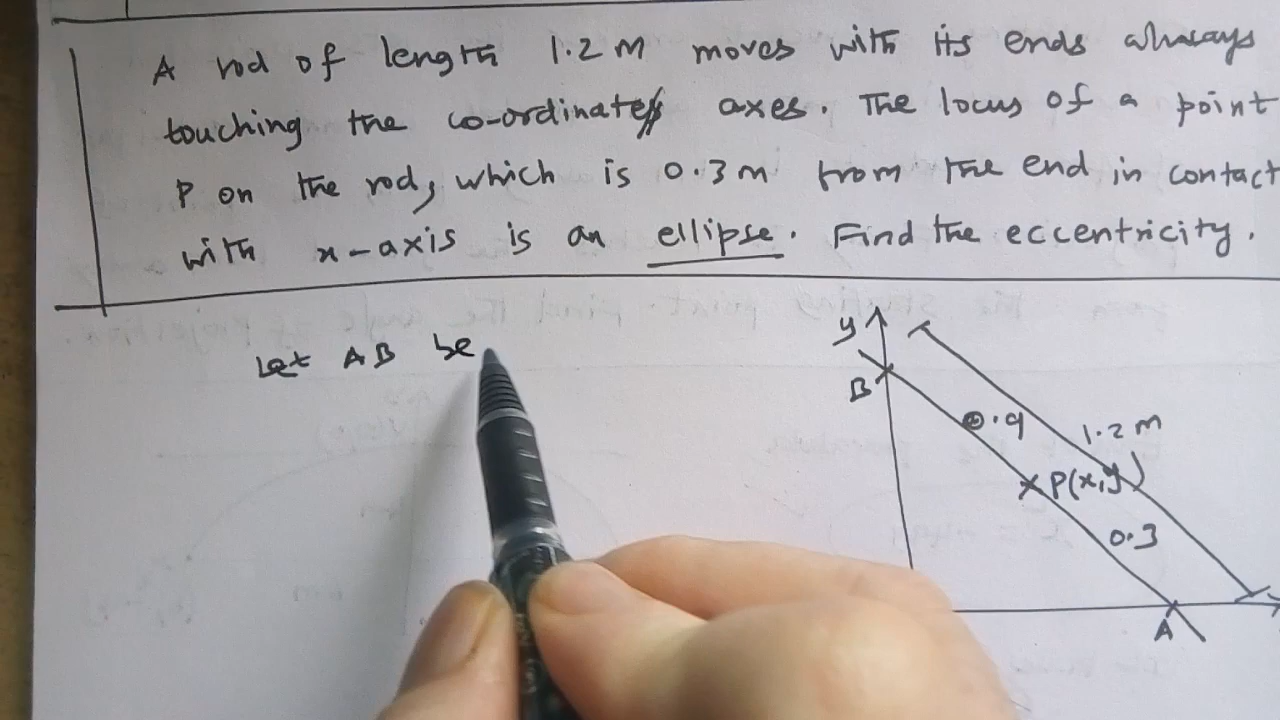 A rod of length 1.2 m moves with its ends always
touching the co-ordinate axes. The locus of a point
P on the rod, which is 0.3 m from the end in contact
with x-axis is an ellipse. Find the eccentricity.
Let AB be
y
B
0.9
1.2 m
P(x,y)
0.3
A